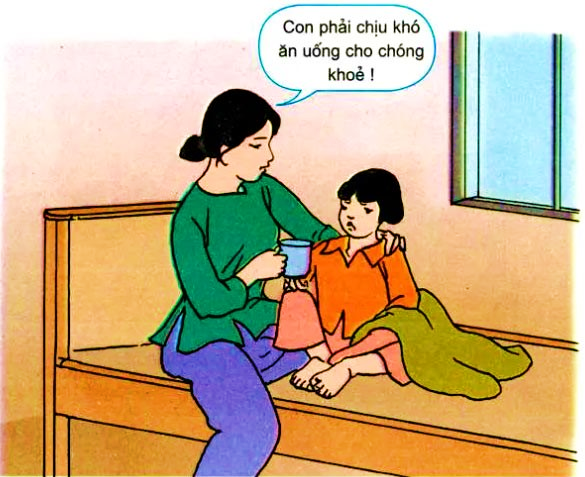 Con phải chịu khó
ăn uống cho chóng
khoẻ !